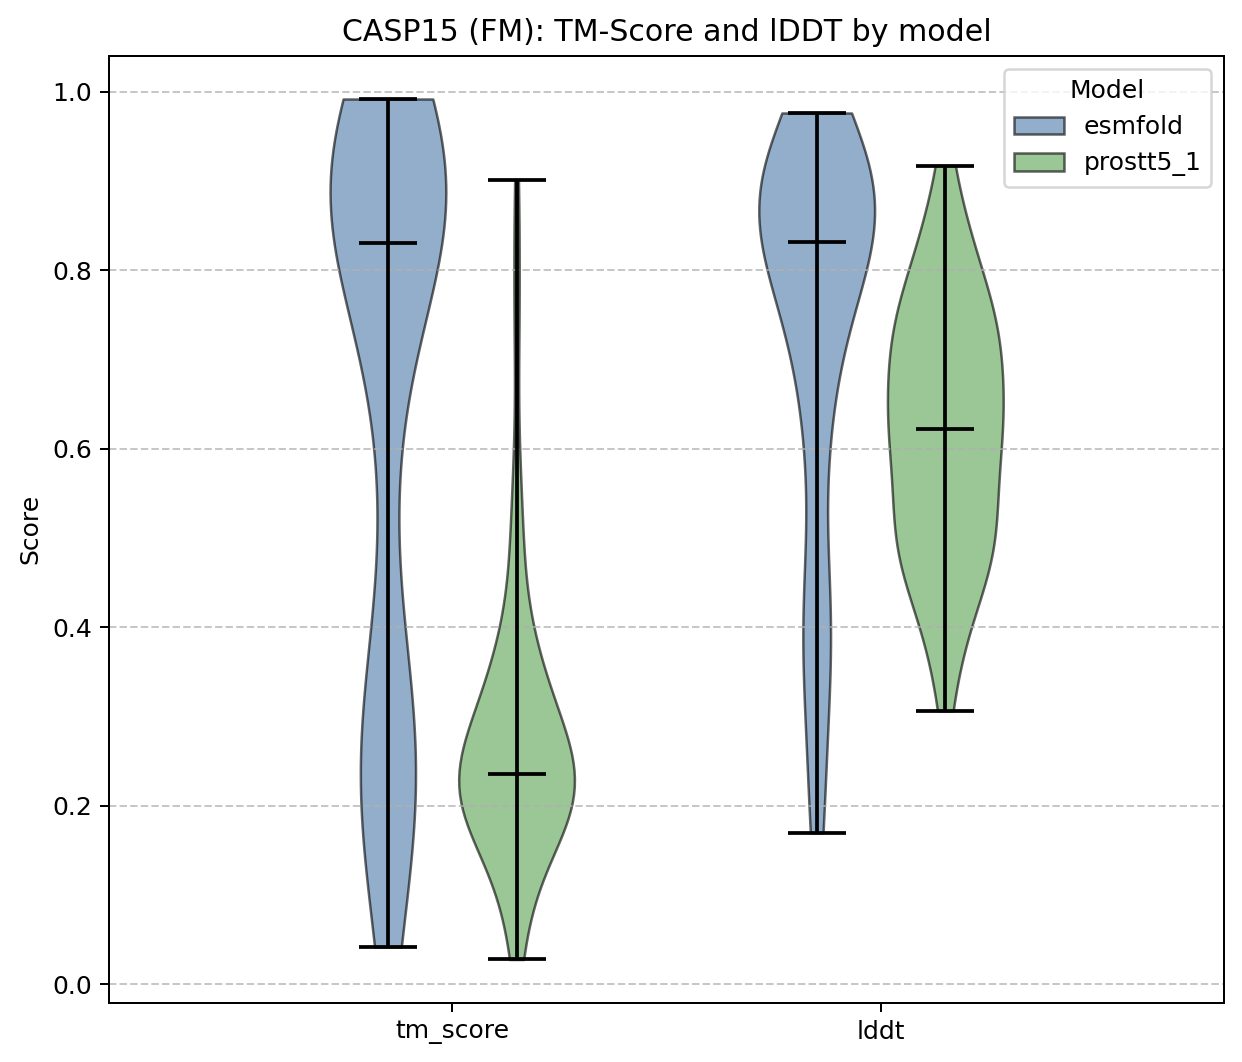 CASP15 (FM): TM-Score and lDDT by model
Model
esmfold
prostt5_1
1.0
0.8
0.6
0.4
0.2
0.0
Score
tm_score
lddt